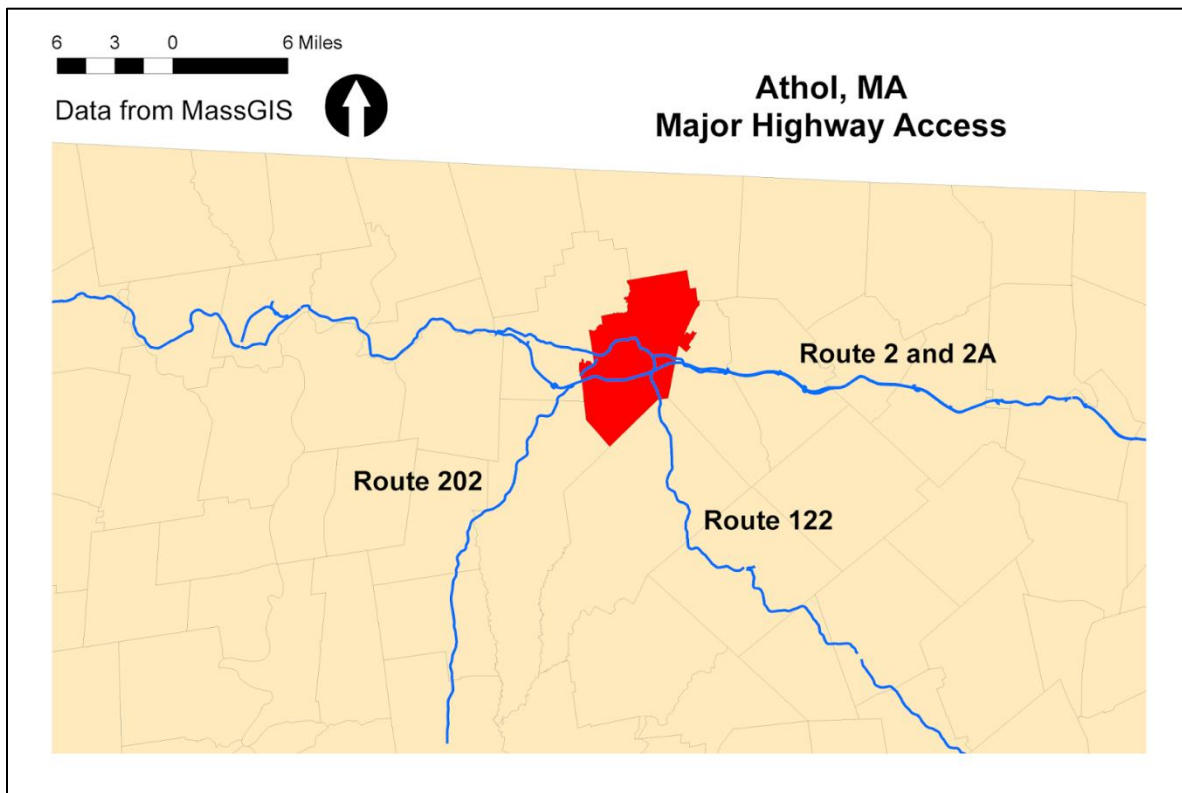 6 3 0 6 Miles
Data from MassGIS
Athol, MA
Major Highway Access
Route 2 and 2A
Route 202
Route 122